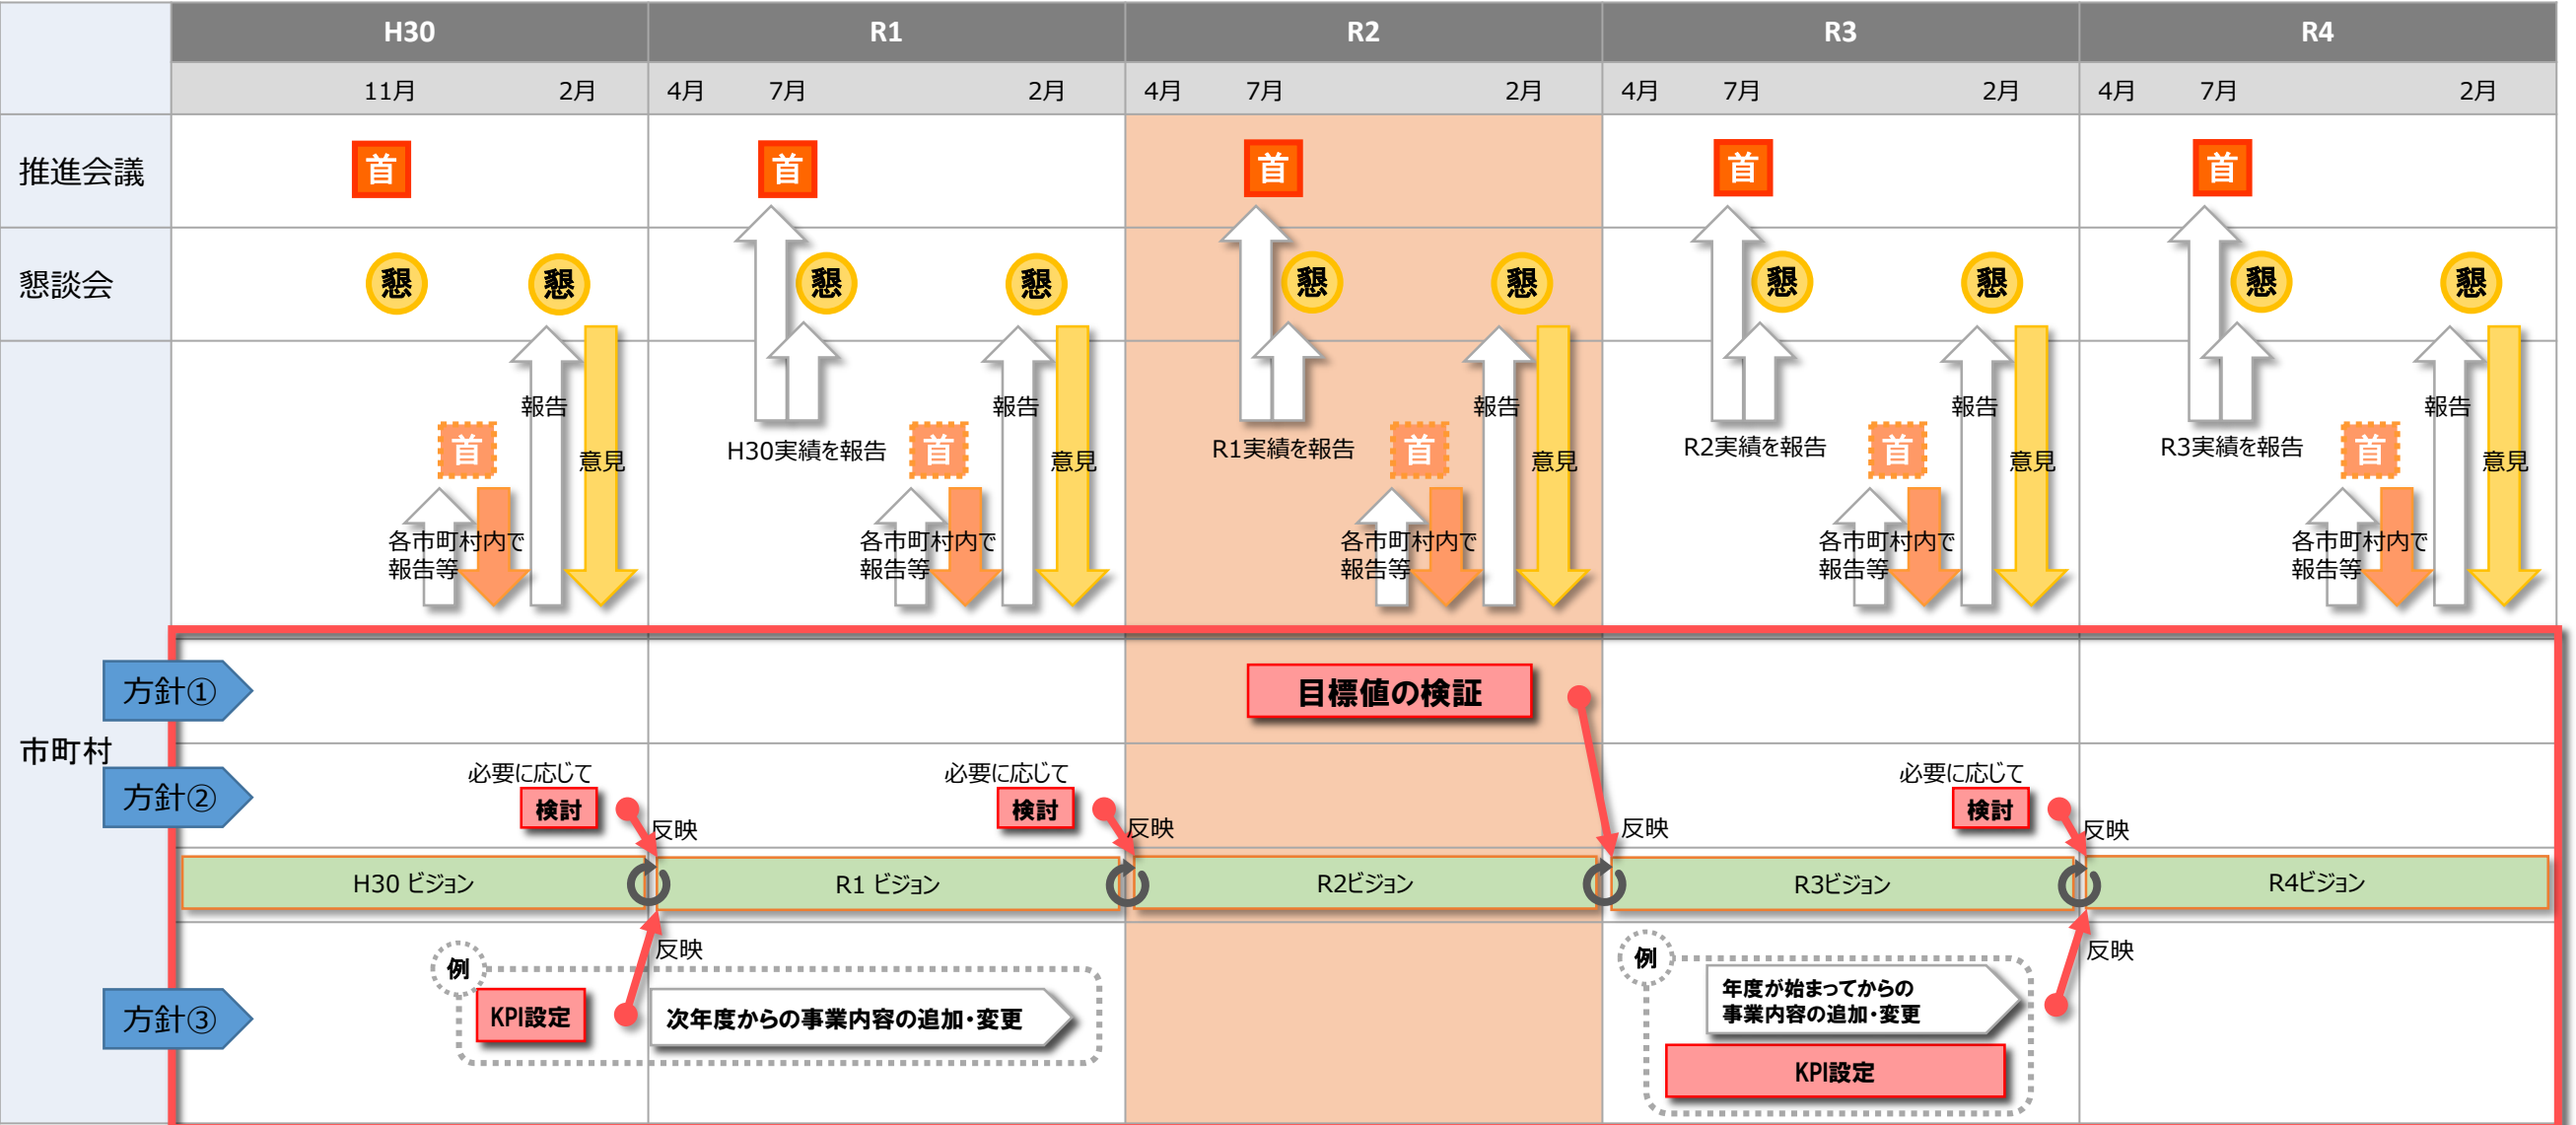 H30 R1 R2 R3 R4
11月 2月 4月 7月 2月 4月 7月 2月 4月 7月 2月 4月 7月 2月
推進会議
首 首 首 首 首
懇談会
懇 懇 懇 懇 懇 懇 懇 懇 懇 懇
報告 報告 報告 報告 報告
首 H30実績を報告 首 R1実績を報告 首 R2実績を報告 首 R3実績を報告 首
意見 意見 意見 意見 意見
各市町村内で 各市町村内で 各市町村内で 各市町村内で 各市町村内で
報告等 報告等 報告等 報告等 報告等
市町村
方針①
目標値の検証
方針②
必要に応じて 必要に応じて 必要に応じて
検討 検討 検討
反映 反映 反映 反映
H30 ビジョン R1 ビジョン R2ビジョン R3ビジョン R4ビジョン
反映 反映
方針③
例
KPI設定
次年度からの事業内容の追加・変更
例
年度が始まってからの
事業内容の追加・変更
KPI設定